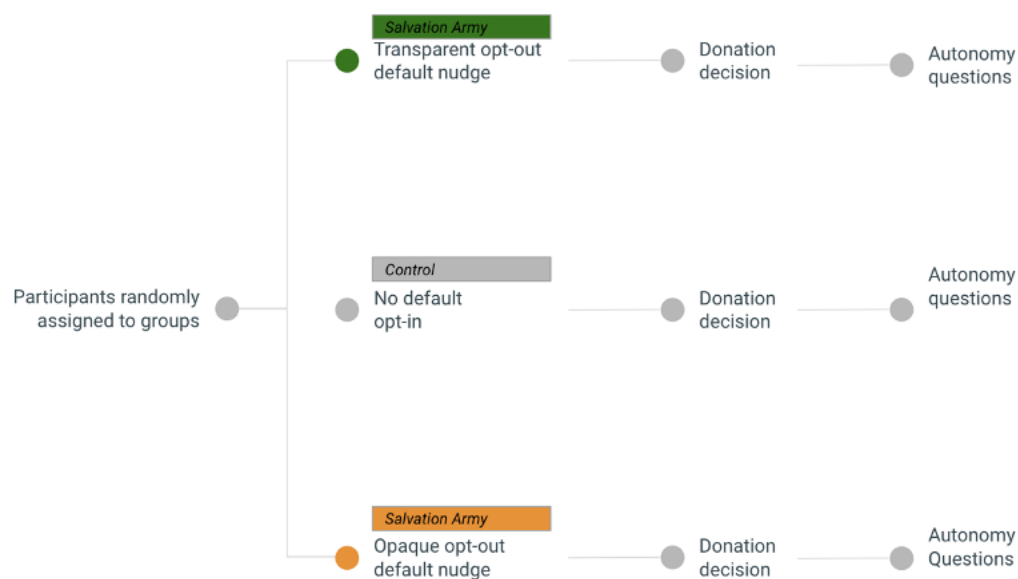 Salvation Army
Transparent opt-out
default nudge
Donation
decision
Autonomy
questions
Participants randomly
assigned to groups
Control
No default
opt-in
Donation
decision
Autonomy
questions
Salvation Army
Opaque opt-out
default nudge
Donation
decision
Autonomy
Questions